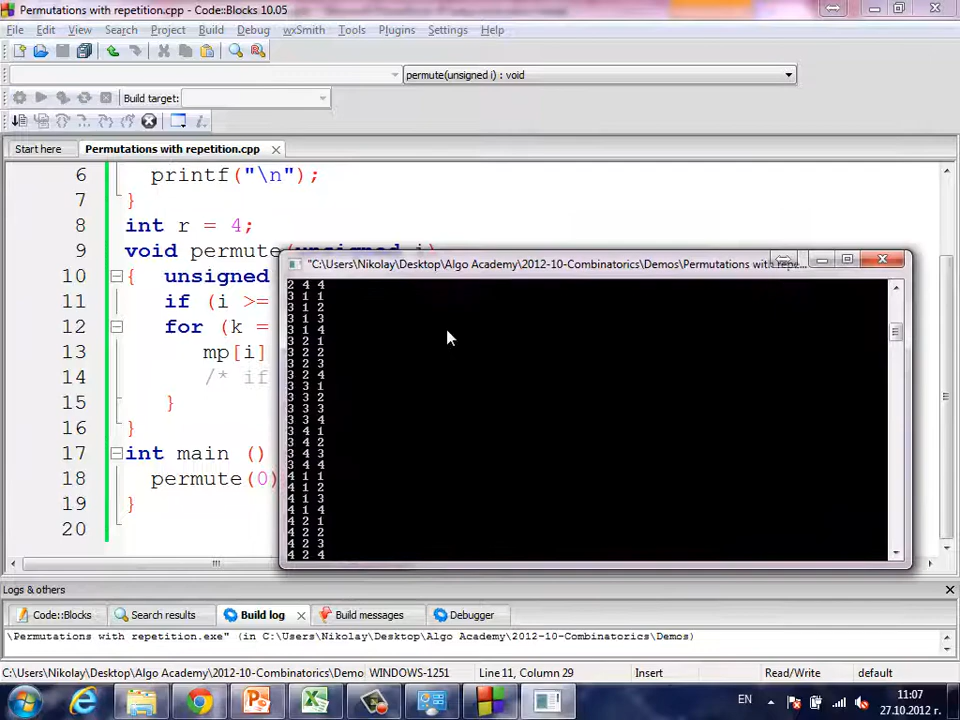 Permutations with repetition.cpp - Code::Blocks 10.05
File Edit View Search Project Build Debug wxSmith Tools Plugins Settings Help
permute(unsigned i) : void
Build target:
Start here Permutations with repetition.cpp
6 printf("\n");
7 }
8 int r = 4;
9 void permute(unsigned i)
10 { unsigned
11 if (i >=
12 for (k =
13 mp[i]
14 /* if
15 }
16 }
17 int main ()
18 permute(0)
19 }
20
"C:\Users\Nikolay\Desktop\Algo Academy\2012-10-Combinatorics\Demos\Permutations with repe...
2 4 4
3 1 1
3 1 2
3 1 3
3 1 4
3 2 1
3 2 2
3 2 3
3 2 4
3 3 1
3 3 2
3 3 3
3 3 4
3 4 1
3 4 2
3 4 3
3 4 4
4 1 1
4 1 2
4 1 3
4 1 4
4 2 1
4 2 2
4 2 3
4 2 4
Logs & others
Code::Blocks Search results Build log Build messages Debugger
\Permutations with repetition.exe" (in C:\Users\Nikolay\Desktop\Algo Academy\2012-10-Combinatorics\Demos)
C:\Users\Nikolay\Desktop\Algo Academy\2012-10-Combinatorics\Demo WINDOWS-1251 Line 11, Column 29 Insert Read/Write default
EN 11:07
27.10.2012 г.